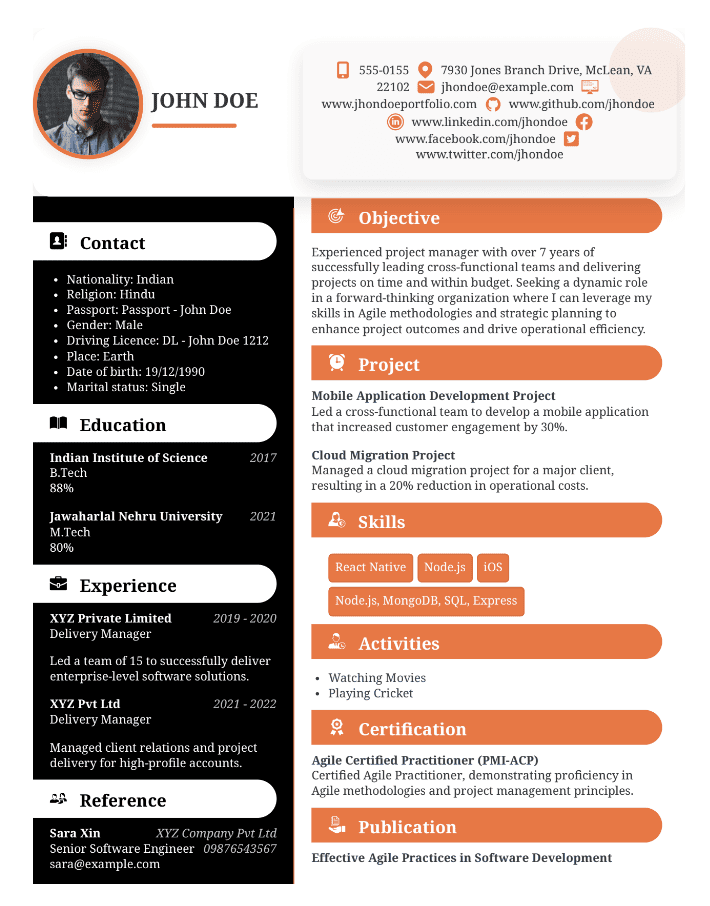 JOHN DOE
555-0155 7930 Jones Branch Drive, McLean, VA
22102 jhondoe@example.com
www.jhondoeportfolio.com www.github.com/jhondoe
www.linkedin.com/jhondoe
www.facebook.com/jhondoe
www.twitter.com/jhondoe
Contact
• Nationality: Indian
• Religion: Hindu
• Passport: Passport - John Doe
• Gender: Male
• Driving Licence: DL - John Doe 1212
• Place: Earth
• Date of birth: 19/12/1990
• Marital status: Single
Education
Indian Institute of Science 2017
B.Tech
88%
Jawaharlal Nehru University 2021
M.Tech
80%
Experience
XYZ Private Limited 2019 - 2020
Delivery Manager
Led a team of 15 to successfully deliver
enterprise-level software solutions.
XYZ Pvt Ltd 2021 - 2022
Delivery Manager
Managed client relations and project
delivery for high-profile accounts.
Reference
Sara Xin XYZ Company Pvt Ltd
Senior Software Engineer 09876543567
sara@example.com
Objective
Experienced project manager with over 7 years of
successfully leading cross-functional teams and delivering
projects on time and within budget. Seeking a dynamic role
in a forward-thinking organization where I can leverage my
skills in Agile methodologies and strategic planning to
enhance project outcomes and drive operational efficiency.
Project
Mobile Application Development Project
Led a cross-functional team to develop a mobile application
that increased customer engagement by 30%.
Cloud Migration Project
Managed a cloud migration project for a major client,
resulting in a 20% reduction in operational costs.
Skills
React Native Node.js iOS
Node.js, MongoDB, SQL, Express
Activities
• Watching Movies
• Playing Cricket
Certification
Agile Certified Practitioner (PMI-ACP)
Certified Agile Practitioner, demonstrating proficiency in
Agile methodologies and project management principles.
Publication
Effective Agile Practices in Software Development